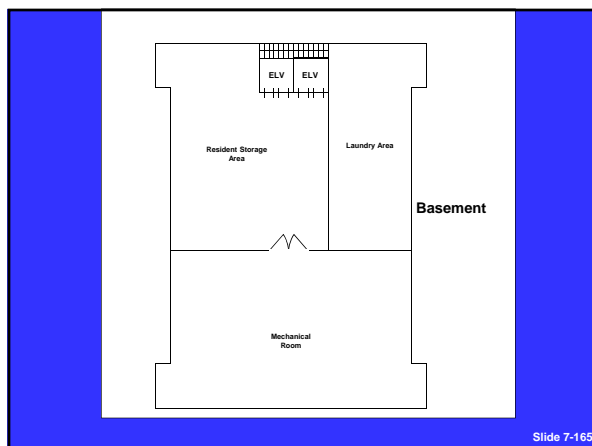 ELV ELV
Resident Storage
Area
Laundry Area
Basement
Mechanical
Room
Slide 7-165